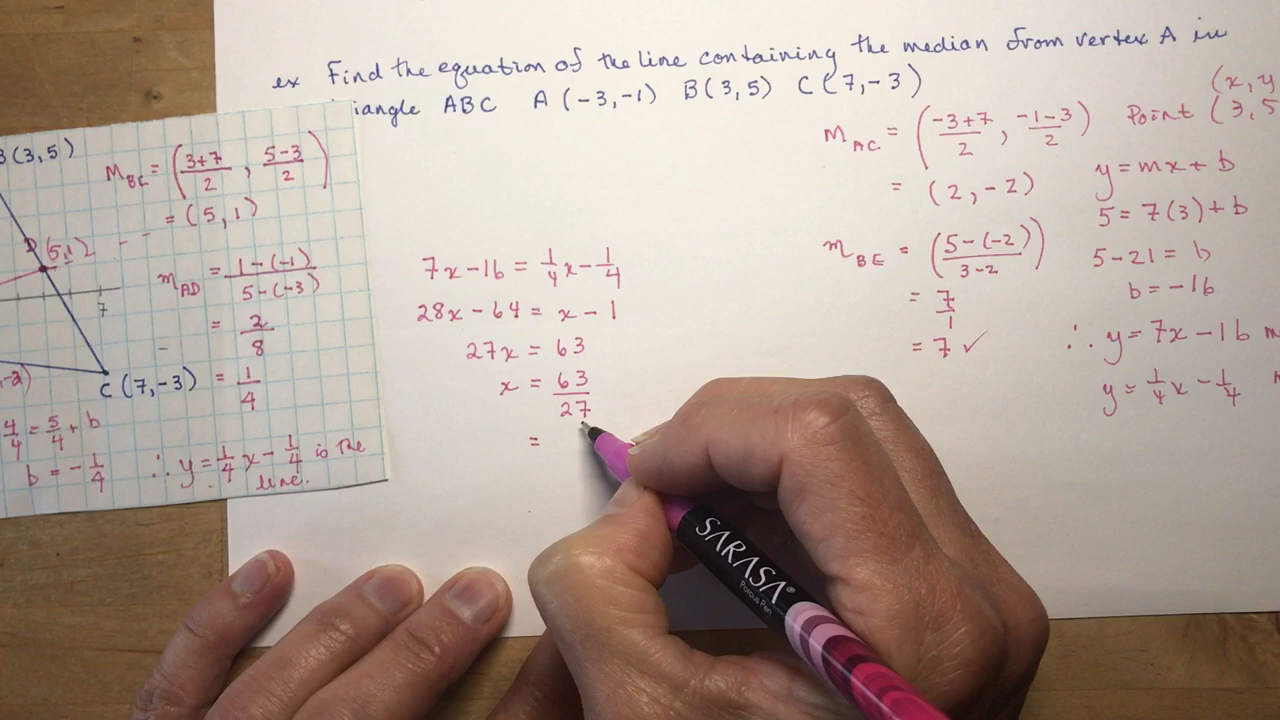 ex Find the equation of the line containing the median from vertex A in
iangle ABC A (-3,-1) B(3,5) C(7,-3)
B(3,5)
M_BC = (3+7/2 , 5-3/2)
= (5,1)
D(5,1)
m_AD = 1-(-1)/5-(-3)
= 2/8
= 1/4
7
C (7,-3)
-2)
4/4 = 5/4 + b
b = -1/4
∴ y = 1/4 x - 1/4 is the
line.
7x-16 = 1/4 x - 1/4
28x - 64 = x - 1
27x = 63
x = 63/27
=
M_AC = (-3+7/2 , -1-3/2)
= (2,-2)
m_BE = (5-(-2)/3-2)
= 7/1
= 7 ✓
(x,y
Point (3,5
y = mx + b
5 = 7(3) + b
5-21 = b
b = -16
∴ y = 7x - 16 m
y = 1/4 x - 1/4
SARASA®
Porous Pen